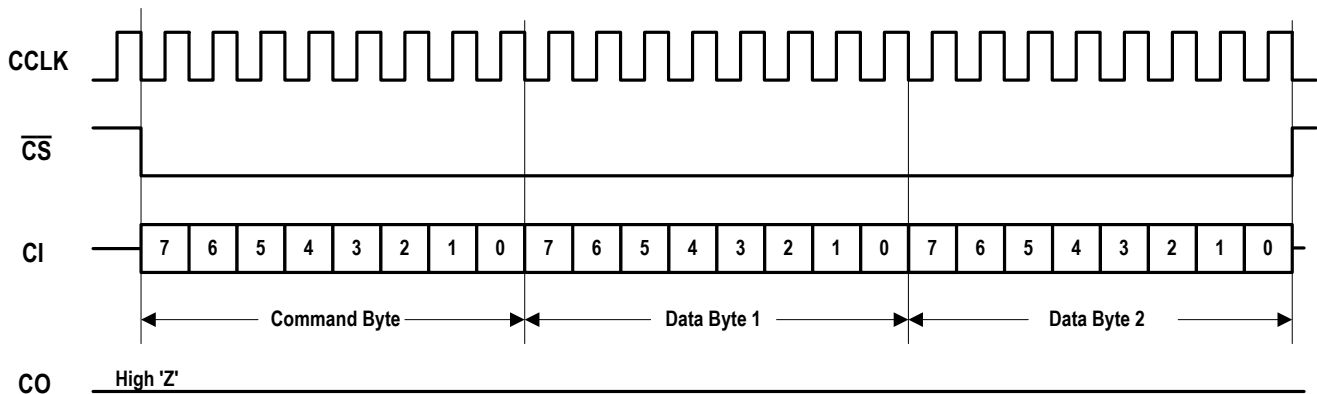 CCLK
C̅S̅
CI
7 6 5 4 3 2 1 0 7 6 5 4 3 2 1 0 7 6 5 4 3 2 1 0
Command Byte Data Byte 1 Data Byte 2
CO High 'Z'